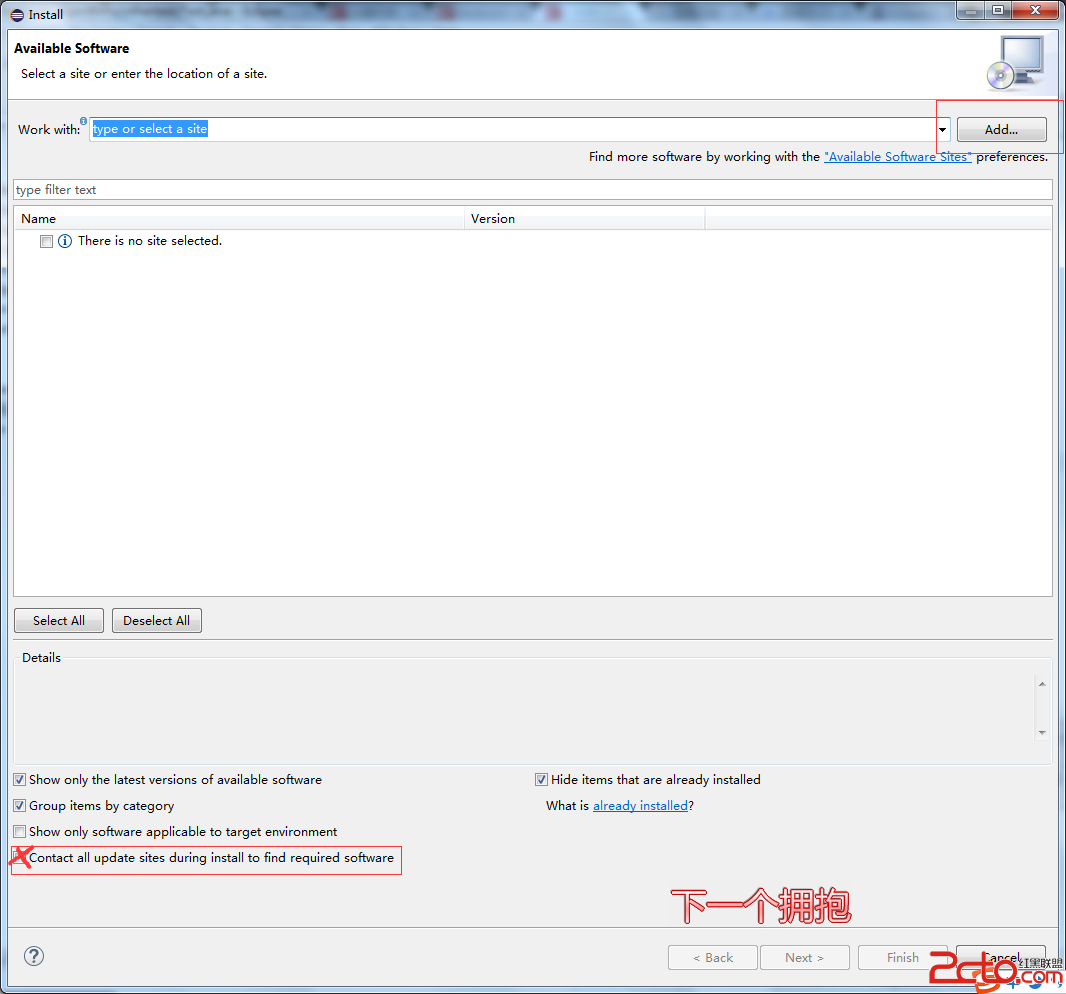 Install
Available Software
Select a site or enter the location of a site.
Work with: type or select a site Add...
Find more software by working with the "Available Software Sites" preferences.
type filter text
Name Version
There is no site selected.
Select All Deselect All
Details
Show only the latest versions of available software Hide items that are already installed
Group items by category What is already installed?
Show only software applicable to target environment
Contact all update sites during install to find required software
下一个拥抱
? < Back Next > Finish Cancel
红黑联盟
2cto.com